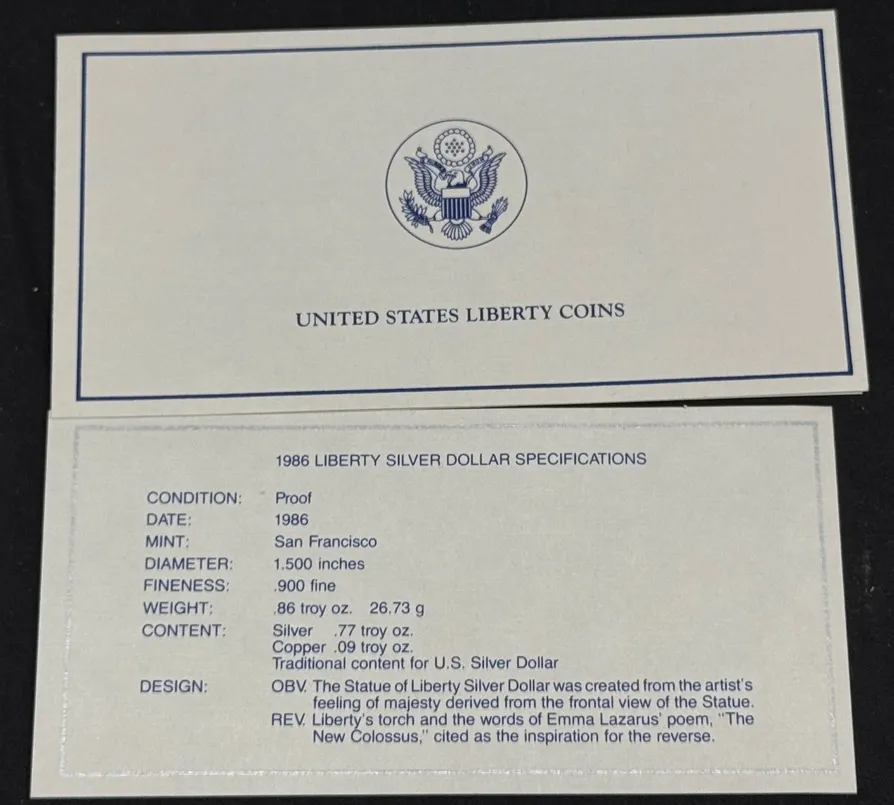 UNITED STATES LIBERTY COINS
1986 LIBERTY SILVER DOLLAR SPECIFICATIONS
CONDITION: Proof
DATE: 1986
MINT: San Francisco
DIAMETER: 1.500 inches
FINENESS: .900 fine
WEIGHT: .86 troy oz. 26.73 g
CONTENT: Silver .77 troy oz.
Copper .09 troy oz.
Traditional content for U.S. Silver Dollar
DESIGN: OBV. The Statue of Liberty Silver Dollar was created from the artist's
feeling of majesty derived from the frontal view of the Statue.
REV. Liberty's torch and the words of Emma Lazarus' poem, "The
New Colossus," cited as the inspiration for the reverse.